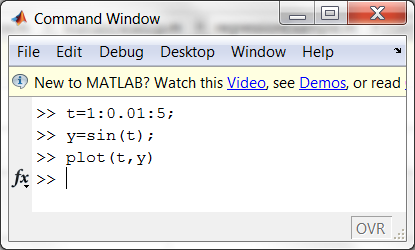 Command Window
File Edit Debug Desktop Window Help
New to MATLAB? Watch this Video, see Demos, or read
>> t=1:0.01:5;
>> y=sin(t);
>> plot(t,y)
fx >>
OVR